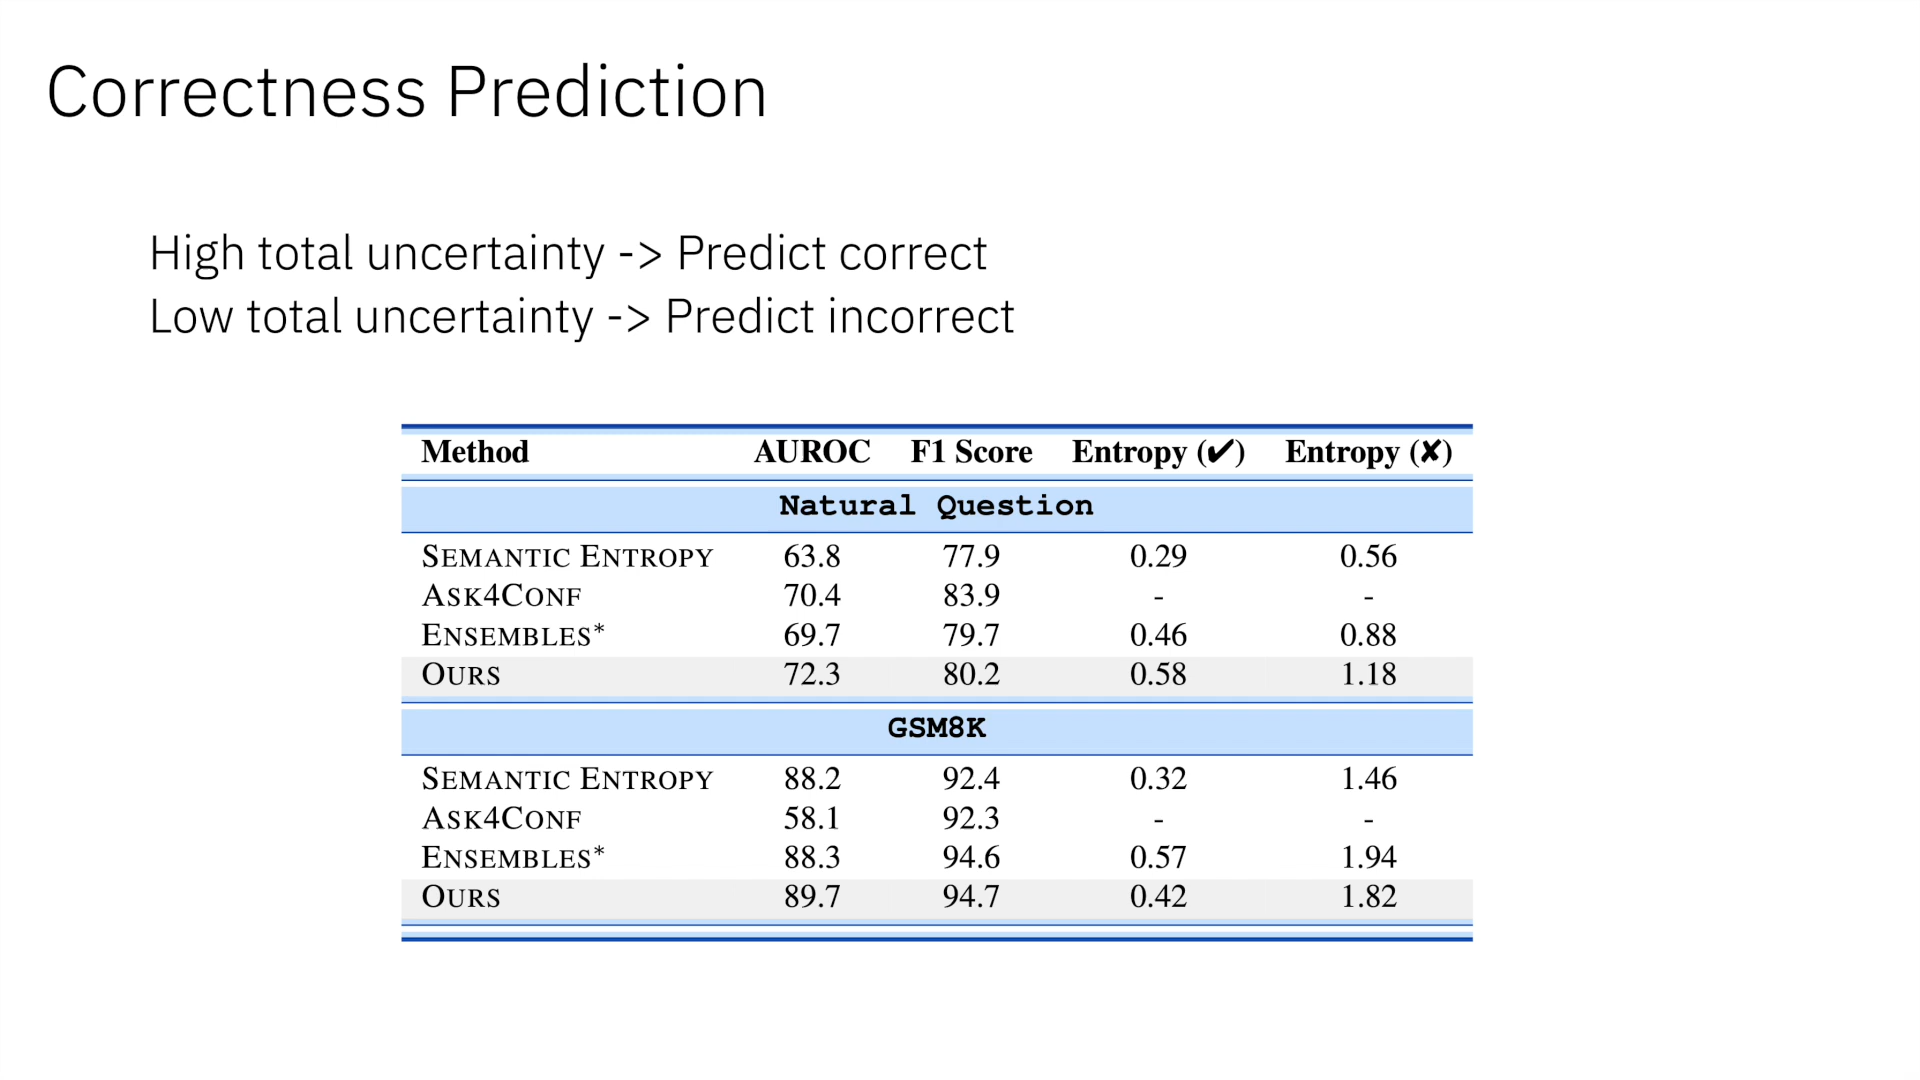 Correctness Prediction
High total uncertainty -> Predict correct
Low total uncertainty -> Predict incorrect
Method AUROC F1 Score Entropy (✔) Entropy (✘)
Natural Question
SEMANTIC ENTROPY 63.8 77.9 0.29 0.56
ASK4CONF 70.4 83.9 - -
ENSEMBLES* 69.7 79.7 0.46 0.88
OURS 72.3 80.2 0.58 1.18
GSM8K
SEMANTIC ENTROPY 88.2 92.4 0.32 1.46
ASK4CONF 58.1 92.3 - -
ENSEMBLES* 88.3 94.6 0.57 1.94
OURS 89.7 94.7 0.42 1.82